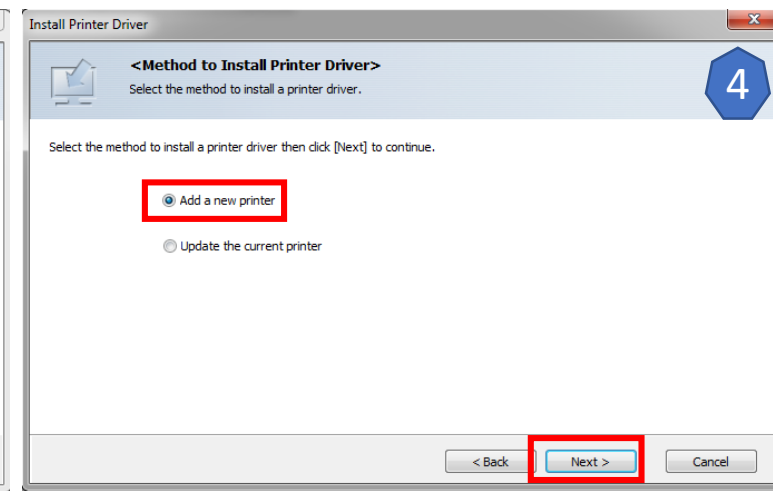 Install Printer Driver
<Method to Install Printer Driver>
Select the method to install a printer driver.
4
Select the method to install a printer driver then click [Next] to continue.
Add a new printer
Update the current printer
< Back
Next >
Cancel